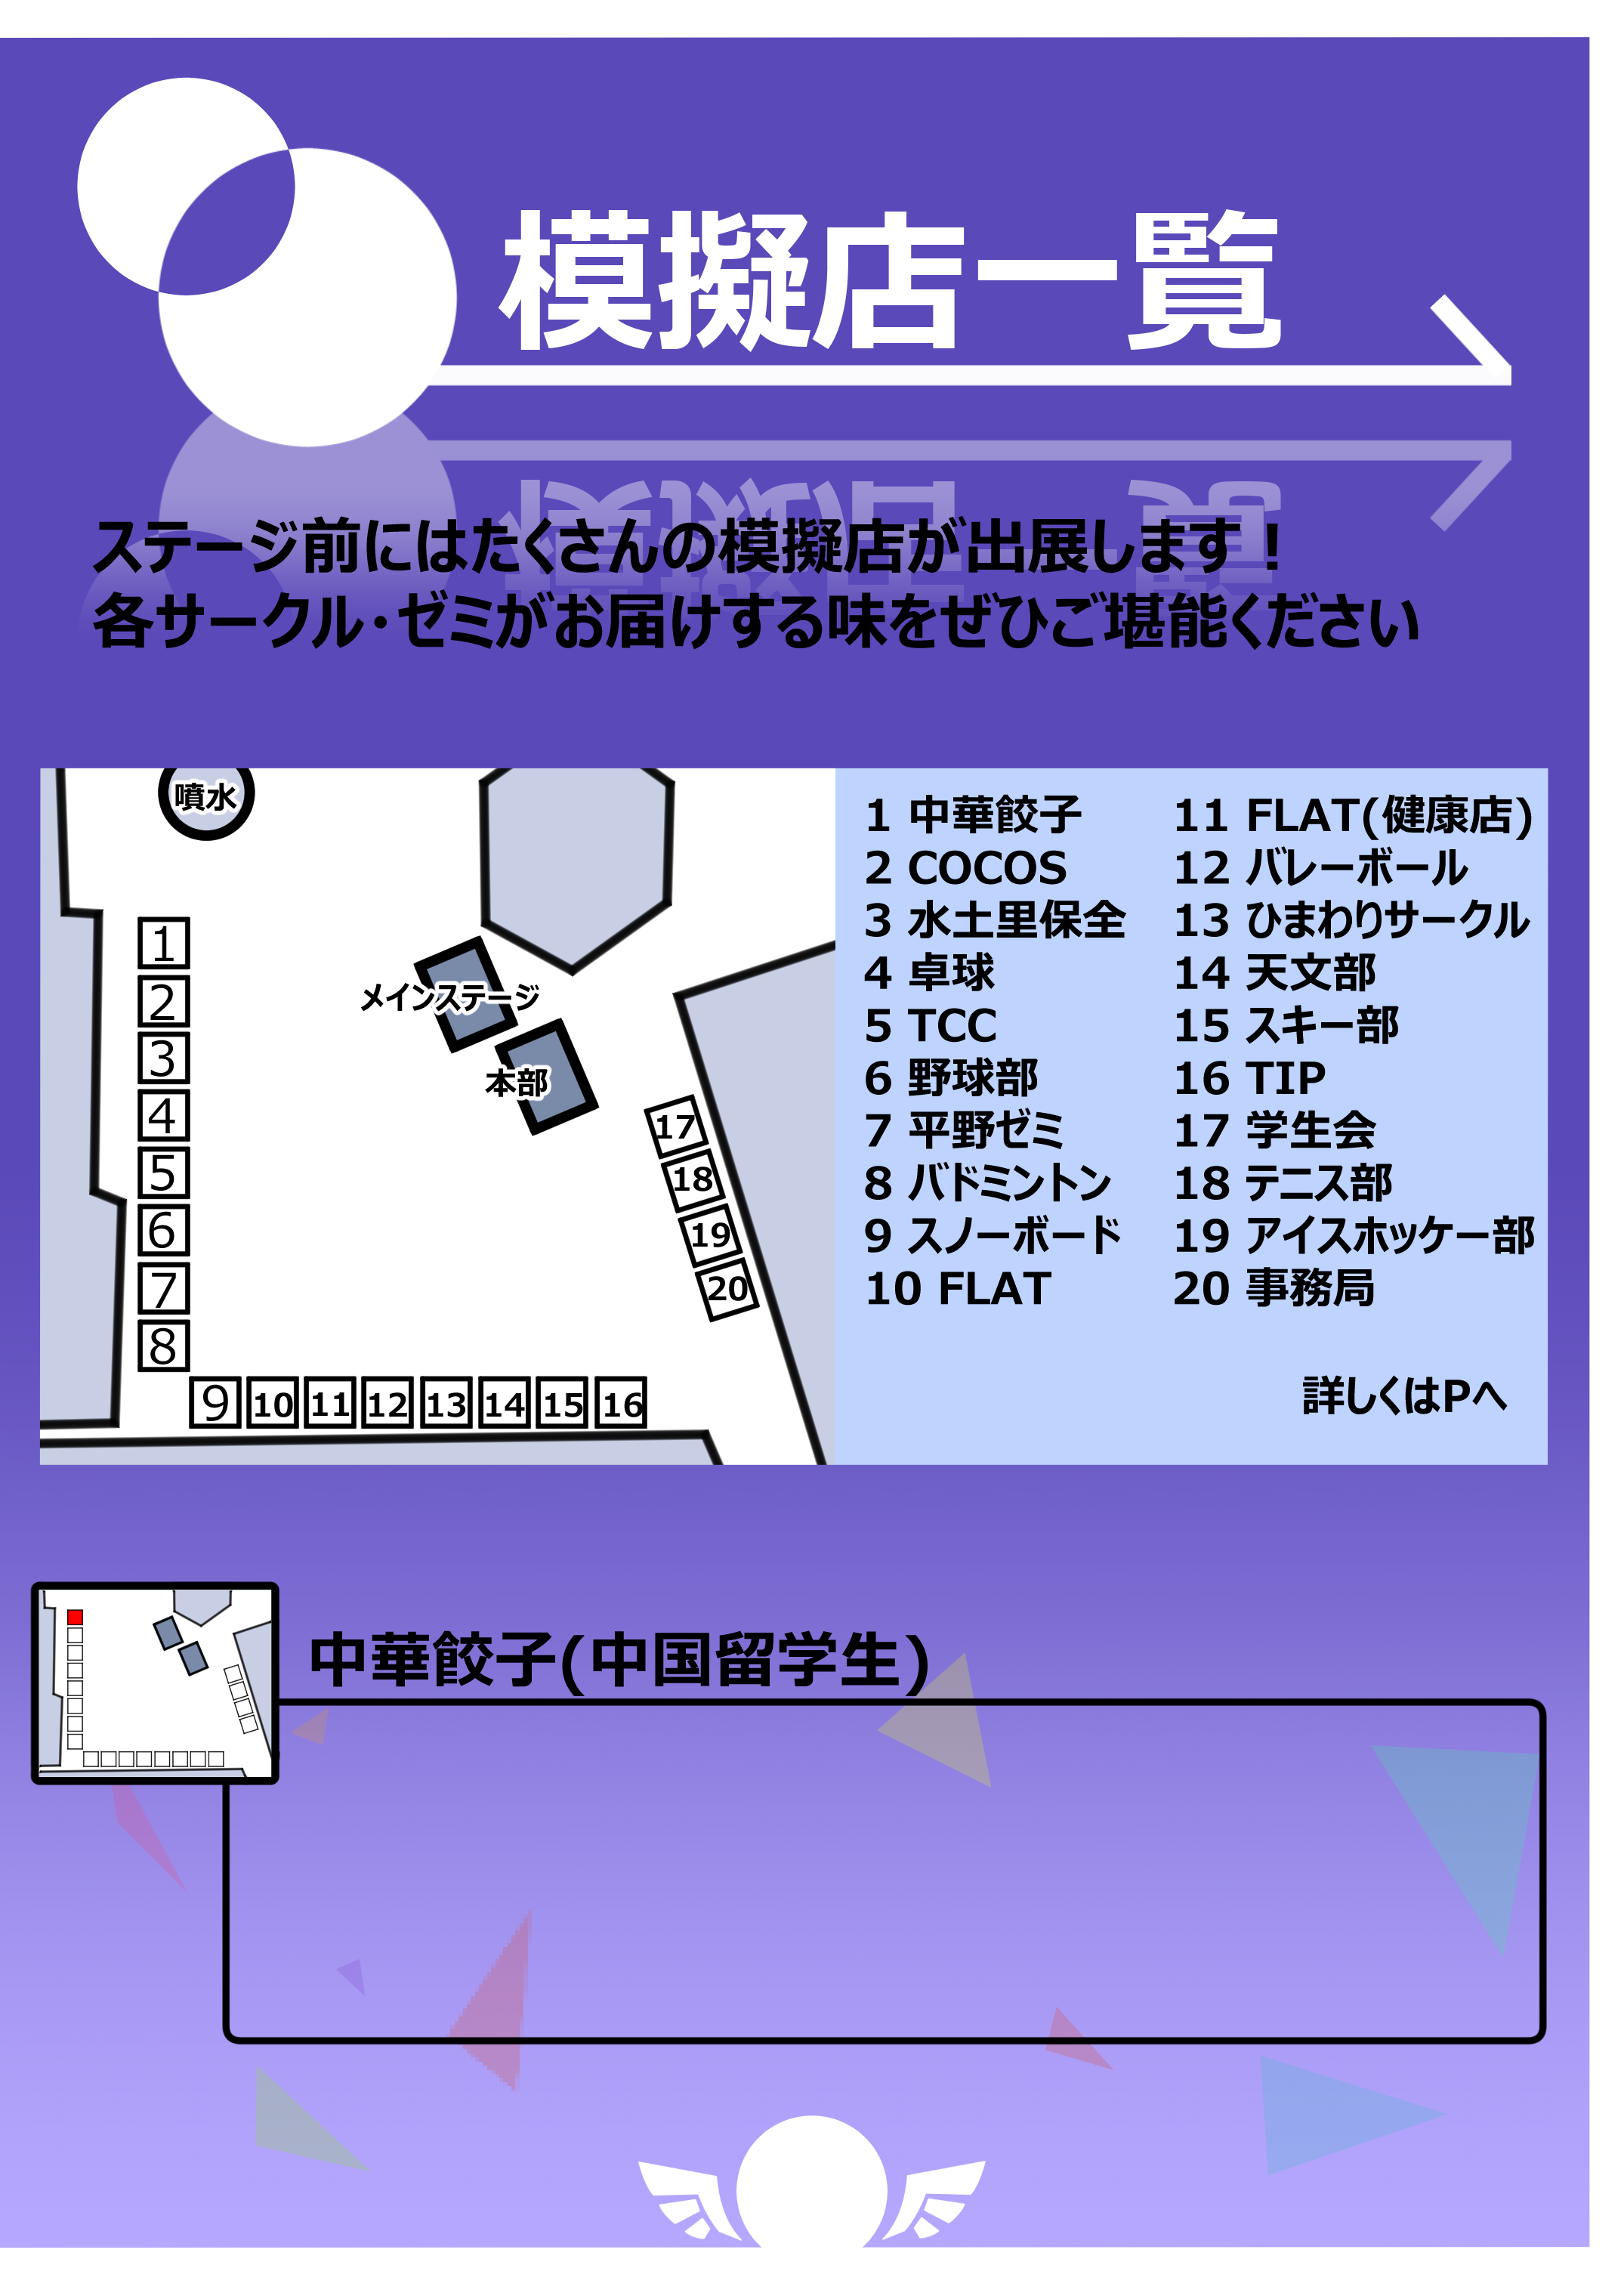 模擬店一覧
ステージ前にはたくさんの模擬店が出展します！
各サークル・ゼミがお届けする味をぜひご堪能ください
噴水
メインステージ
本部
1
2
3
4
5
6
7
8
9 10 11 12 13 14 15 16
17
18
19
20
1 中華餃子
2 COCOS
3 水土里保全
4 卓球
5 TCC
6 野球部
7 平野ゼミ
8 バドミントン
9 スノーボード
10 FLAT
11 FLAT(健康店)
12 バレーボール
13 ひまわりサークル
14 天文部
15 スキー部
16 TIP
17 学生会
18 テニス部
19 アイスホッケー部
20 事務局
詳しくはPへ
中華餃子(中国留学生)